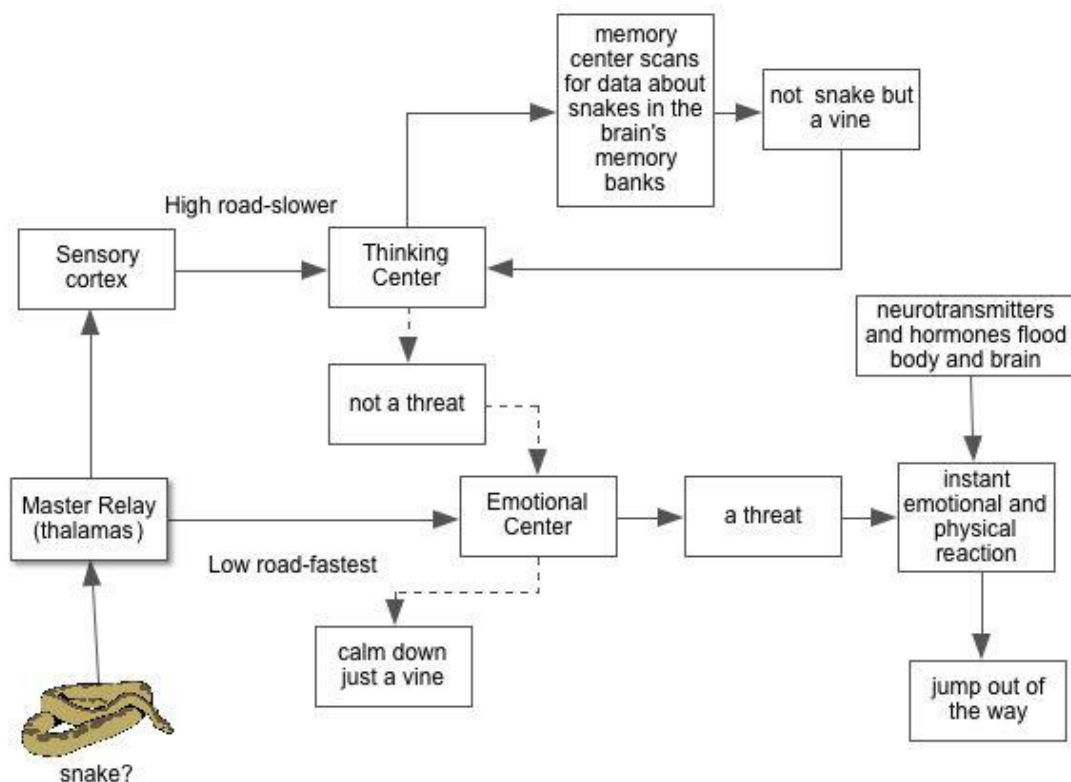 memory
center scans
for data about
snakes in the
brain's
memory
banks
not snake but
a vine
High road-slower
Sensory
cortex
Thinking
Center
neurotransmitters
and hormones flood
body and brain
not a threat
Master Relay
(thalamas)
Emotional
Center
a threat
instant
emotional and
physical
reaction
Low road-fastest
calm down
just a vine
jump out of
the way
snake?